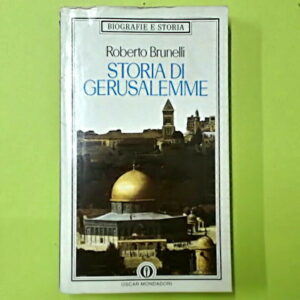 BIOGRAFIE E STORIA
Roberto Brunelli
STORIA DI
GERUSALEMME
OSCAR MONDADORI